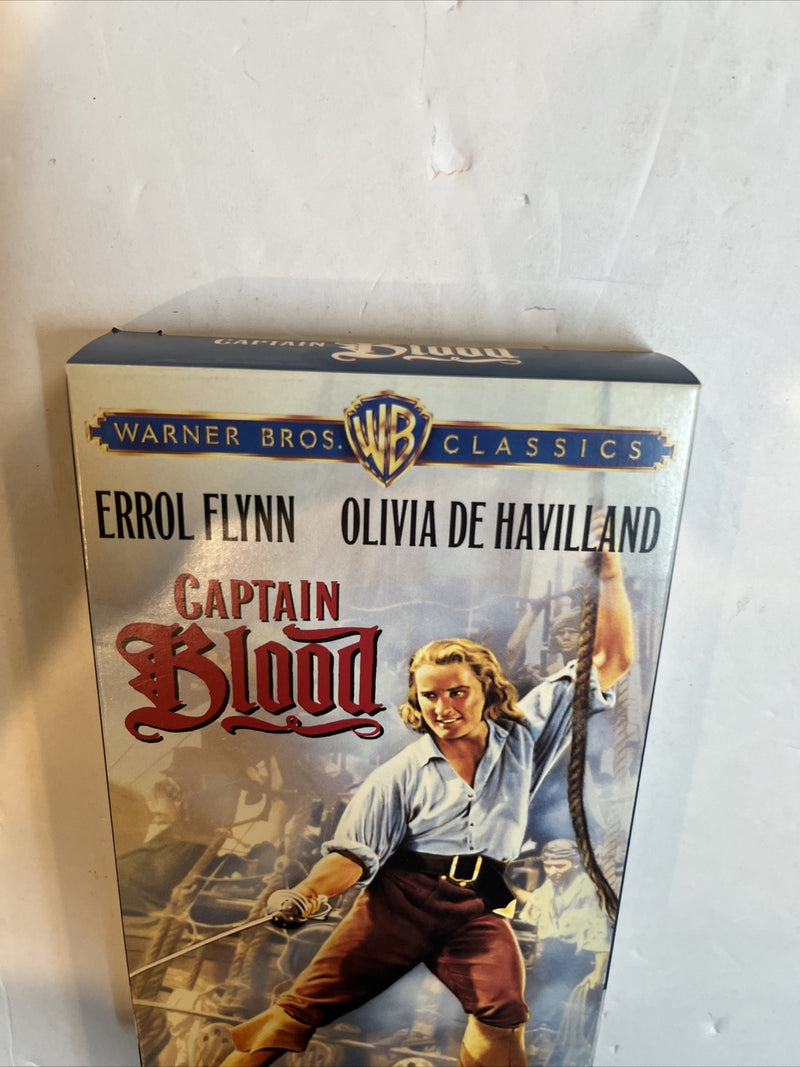 CAPTAIN Blood
WARNER BROS. WB CLASSICS
ERROL FLYNN OLIVIA DE HAVILLAND
CAPTAIN
Blood